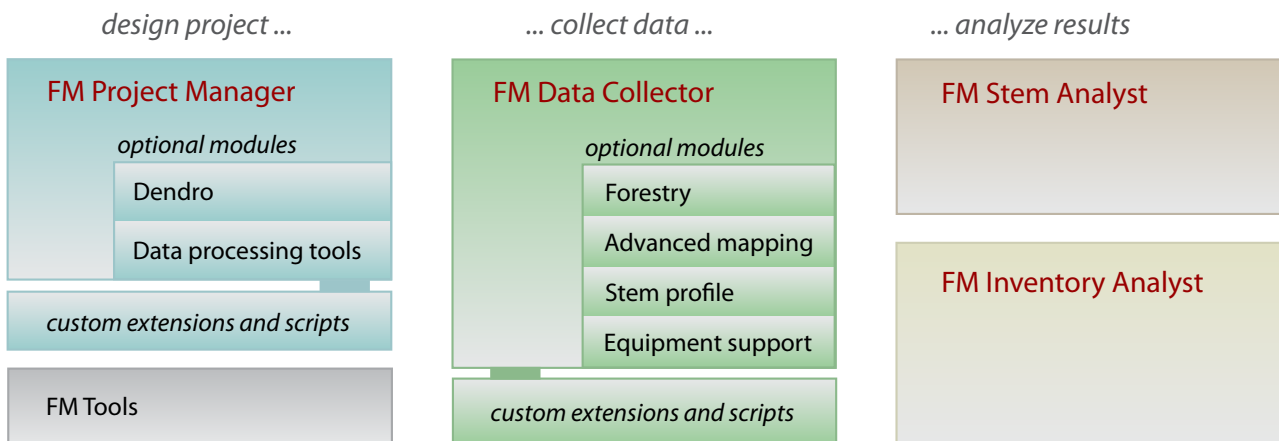 design project ...
... collect data ...
... analyze results
FM Project Manager
optional modules
Dendro
Data processing tools
custom extensions and scripts
FM Tools
FM Data Collector
optional modules
Forestry
Advanced mapping
Stem profile
Equipment support
custom extensions and scripts
FM Stem Analyst
FM Inventory Analyst